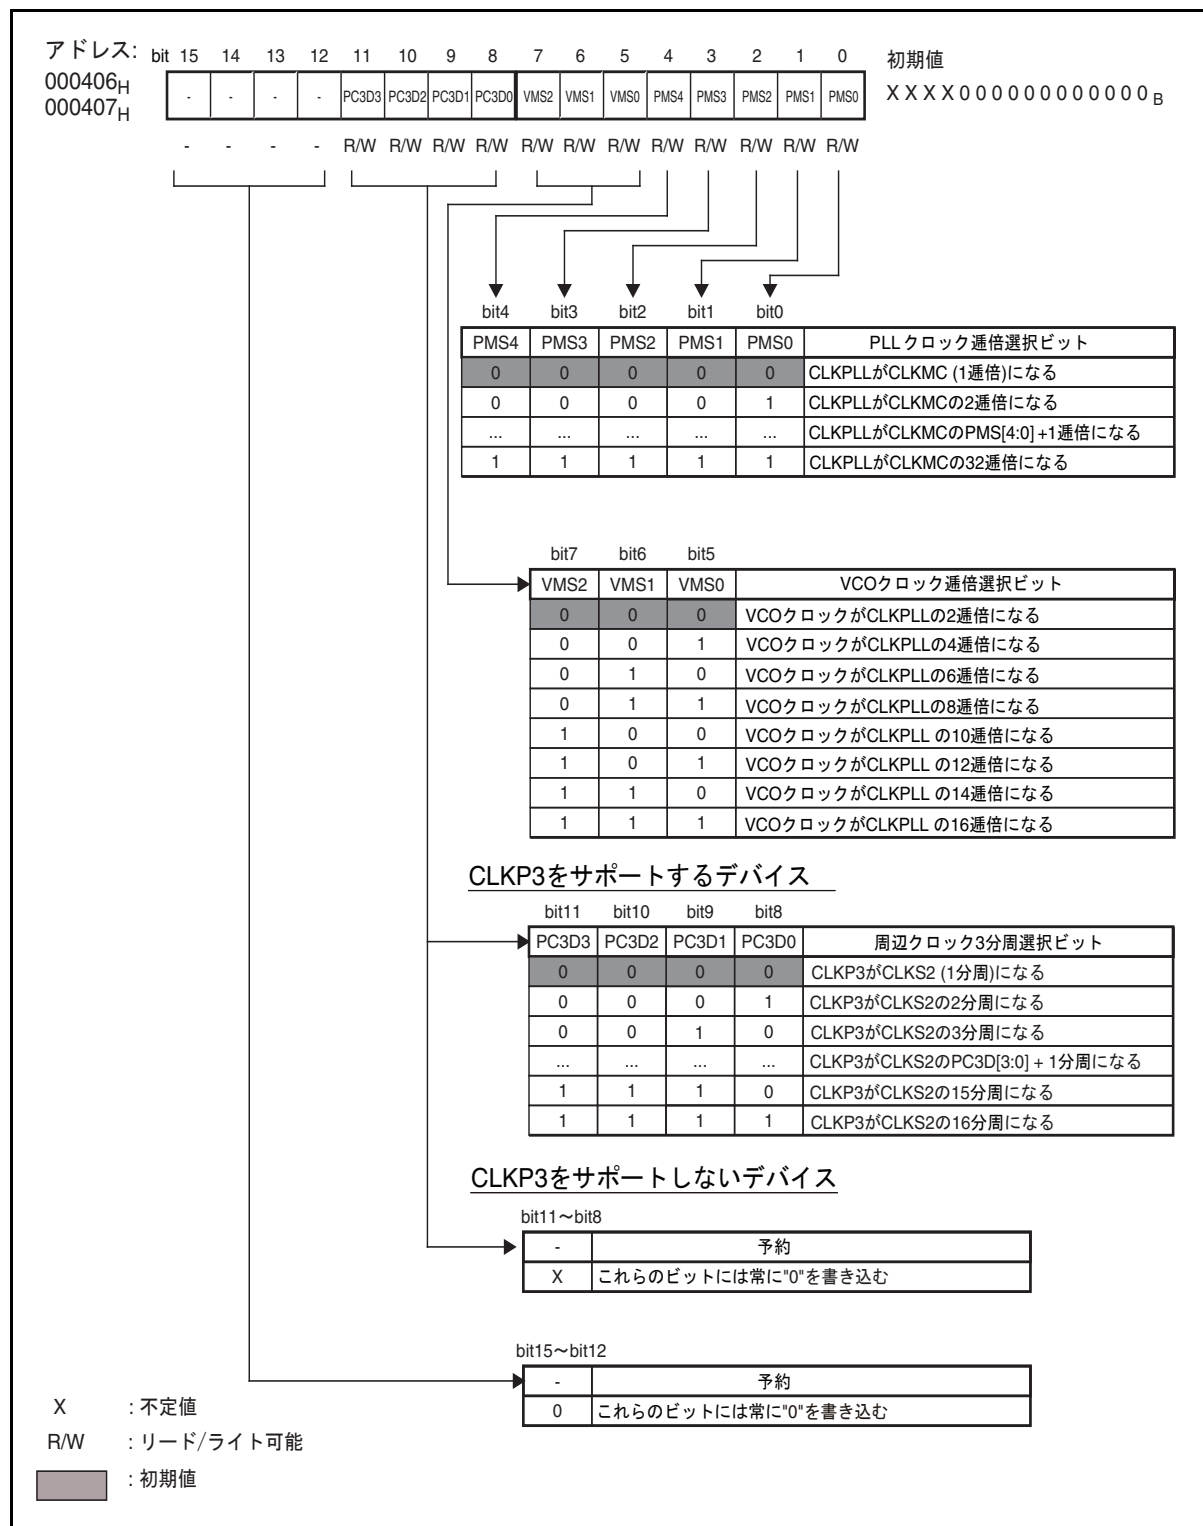 アドレス: bit 15 14 13 12 11 10 9 8 7 6 5 4 3 2 1 0 初期値
000406H
000407H
- - - - PC3D3 PC3D2 PC3D1 PC3D0 VMS2 VMS1 VMS0 PMS4 PMS3 PMS2 PMS1 PMS0 XXXX000000000000B
- - - - R/W R/W R/W R/W R/W R/W R/W R/W R/W R/W R/W R/W
bit4 bit3 bit2 bit1 bit0
PMS4 PMS3 PMS2 PMS1 PMS0 PLLクロック逓倍選択ビット
0 0 0 0 0 CLKPLLがCLKMC (1逓倍)になる
0 0 0 0 1 CLKPLLがCLKMCの2逓倍になる
... ... ... ... ... CLKPLLがCLKMCのPMS[4:0] +1逓倍になる
1 1 1 1 1 CLKPLLがCLKMCの32逓倍になる
bit7 bit6 bit5
VMS2 VMS1 VMS0 VCOクロック逓倍選択ビット
0 0 0 VCOクロックがCLKPLLの2逓倍になる
0 0 1 VCOクロックがCLKPLLの4逓倍になる
0 1 0 VCOクロックがCLKPLLの6逓倍になる
0 1 1 VCOクロックがCLKPLLの8逓倍になる
1 0 0 VCOクロックがCLKPLL の10逓倍になる
1 0 1 VCOクロックがCLKPLL の12逓倍になる
1 1 0 VCOクロックがCLKPLL の14逓倍になる
1 1 1 VCOクロックがCLKPLL の16逓倍になる
CLKP3をサポートするデバイス
bit11 bit10 bit9 bit8
PC3D3 PC3D2 PC3D1 PC3D0 周辺クロック3分周選択ビット
0 0 0 0 CLKP3がCLKS2 (1分周)になる
0 0 0 1 CLKP3がCLKS2の2分周になる
0 0 1 0 CLKP3がCLKS2の3分周になる
... ... ... ... CLKP3がCLKS2のPC3D[3:0] + 1分周になる
1 1 1 0 CLKP3がCLKS2の15分周になる
1 1 1 1 CLKP3がCLKS2の16分周になる
CLKP3をサポートしないデバイス
bit11～bit8
- 予約
X これらのビットには常に"0"を書き込む
bit15～bit12
- 予約
0 これらのビットには常に"0"を書き込む
X : 不定値
R/W : リード/ライト可能
: 初期値